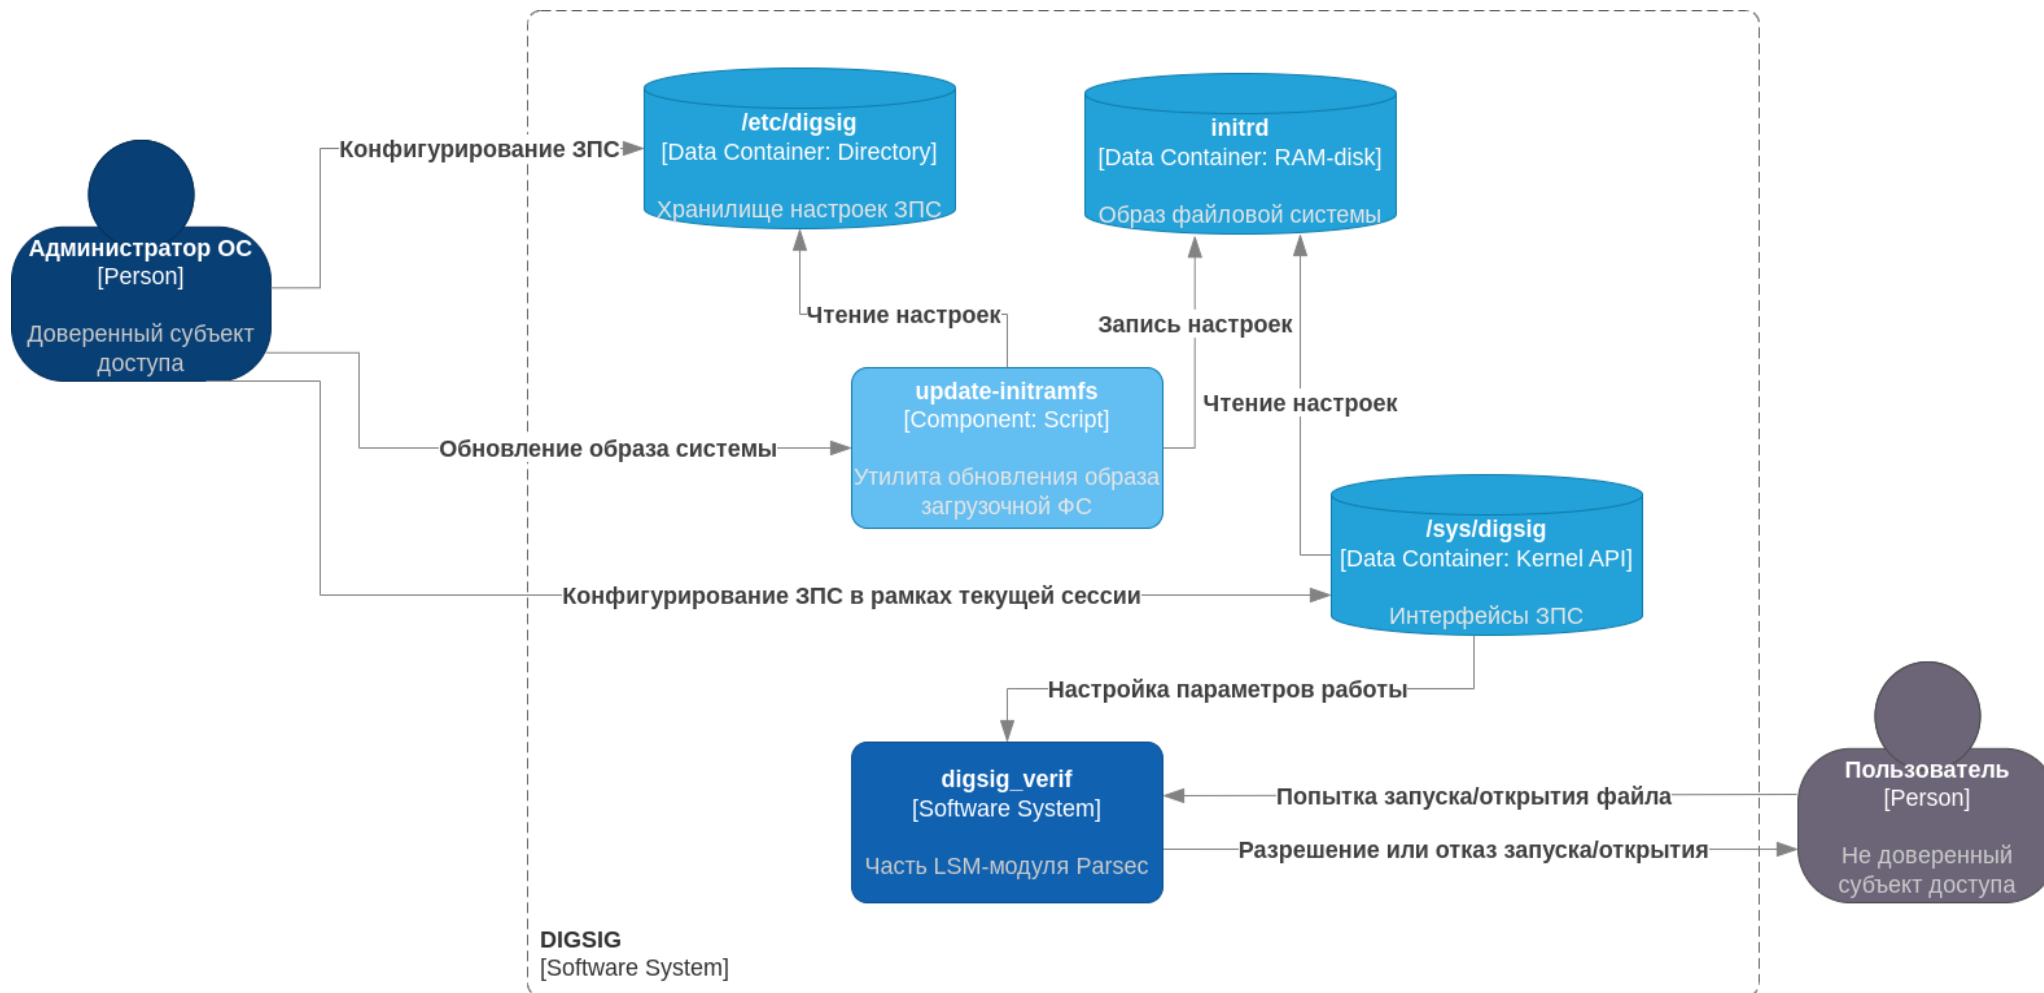 /etc/digsig
[Data Container: Directory]
Хранилище настроек ЗПС
initrd
[Data Container: RAM-disk]
Образ файловой системы
Конфигурирование ЗПС
Администратор ОС
[Person]
Доверенный субъект
доступа
Чтение настроек
Запись настроек
update-initramfs
[Component: Script]
Утилита обновления образа
загрузочной ФС
Чтение настроек
Обновление образа системы
/sys/digsig
[Data Container: Kernel API]
Интерфейсы ЗПС
Конфигурирование ЗПС в рамках текущей сессии
Настройка параметров работы
digsig_verif
[Software System]
Часть LSM-модуля Parsec
Попытка запуска/открытия файла
Разрешение или отказ запуска/открытия
Пользователь
[Person]
Не доверенный
субъект доступа
DIGSIG
[Software System]